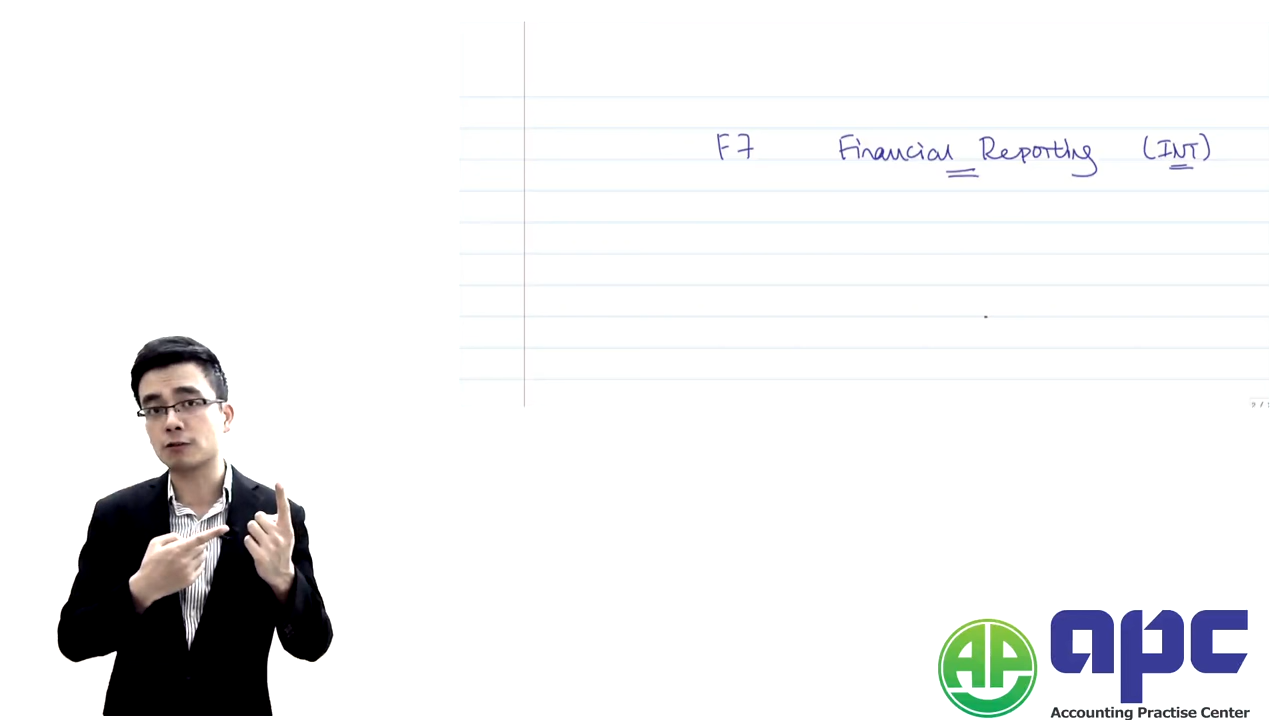 F7 Financial Reporting (INT)
AP
apc
Accounting Practise Center